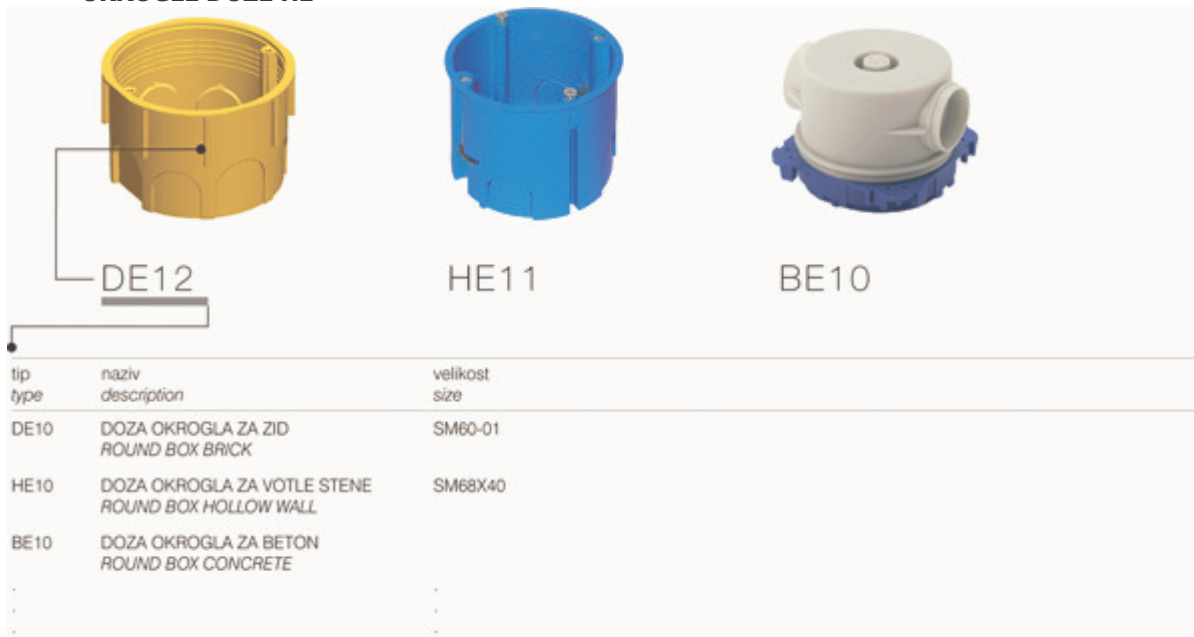 DE12
HE11
BE10
tip naziv velikost
type description size
DE10 DOZA OKROGLA ZA ZID SM60-01
ROUND BOX BRICK
HE10 DOZA OKROGLA ZA VOTLE STENE SM68X40
ROUND BOX HOLLOW WALL
BE10 DOZA OKROGLA ZA BETON
ROUND BOX CONCRETE